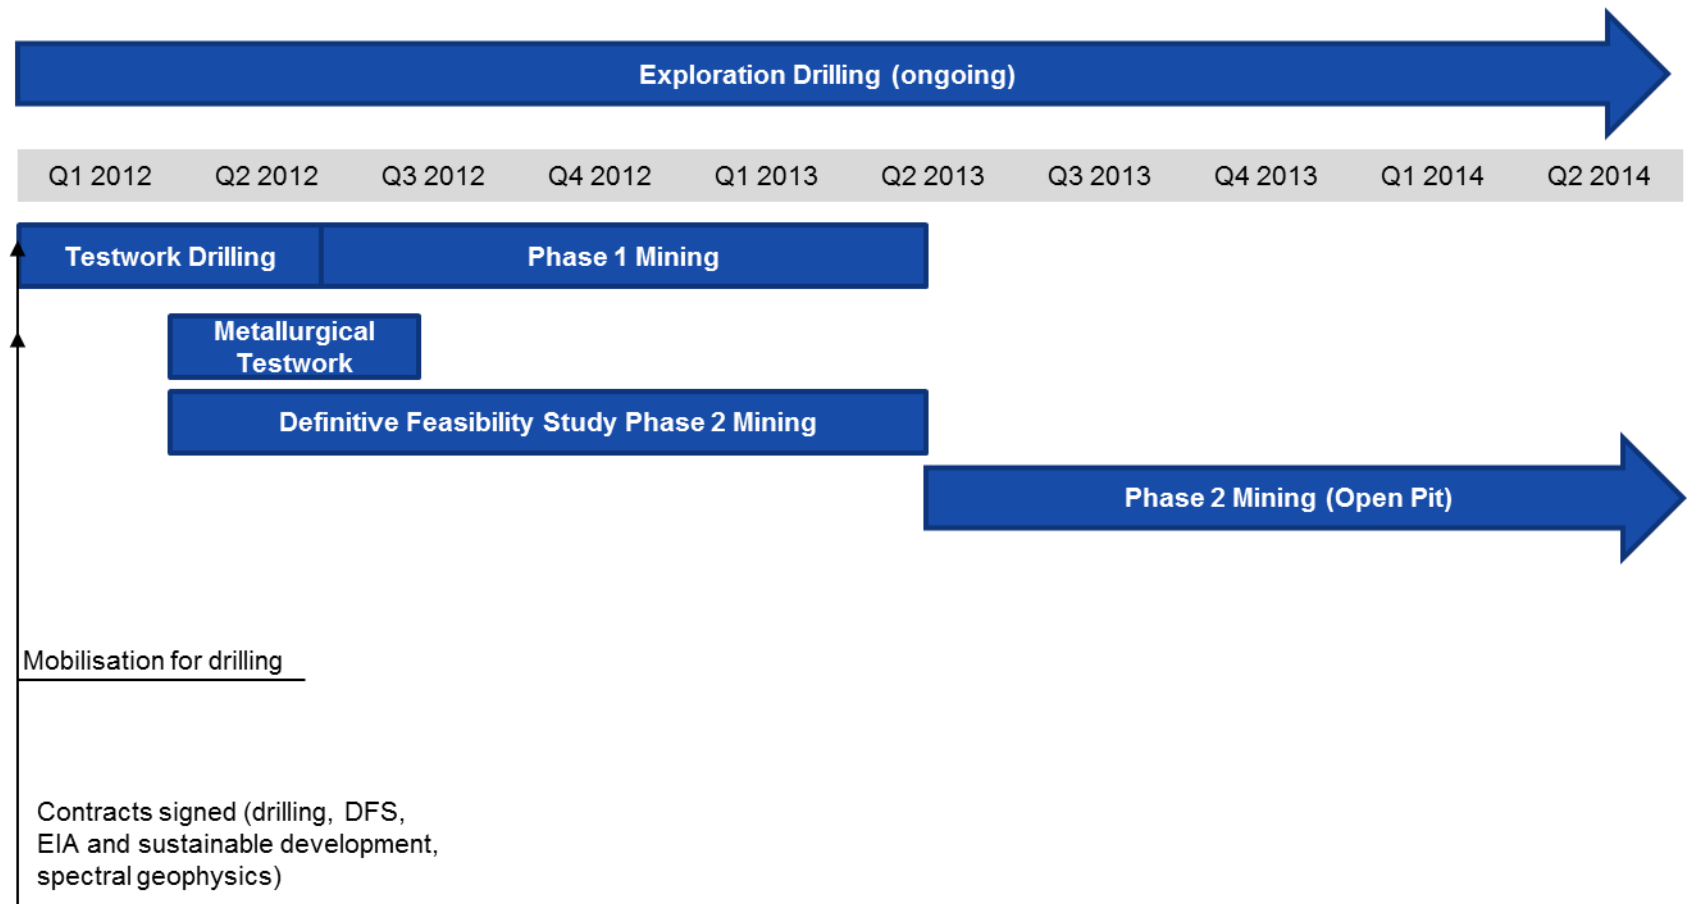 Exploration Drilling (ongoing)
Q1 2012 Q2 2012 Q3 2012 Q4 2012 Q1 2013 Q2 2013 Q3 2013 Q4 2013 Q1 2014 Q2 2014
Testwork Drilling Phase 1 Mining
Metallurgical
Testwork
Definitive Feasibility Study Phase 2 Mining
Phase 2 Mining (Open Pit)
Mobilisation for drilling
Contracts signed (drilling, DFS,
EIA and sustainable development,
spectral geophysics)